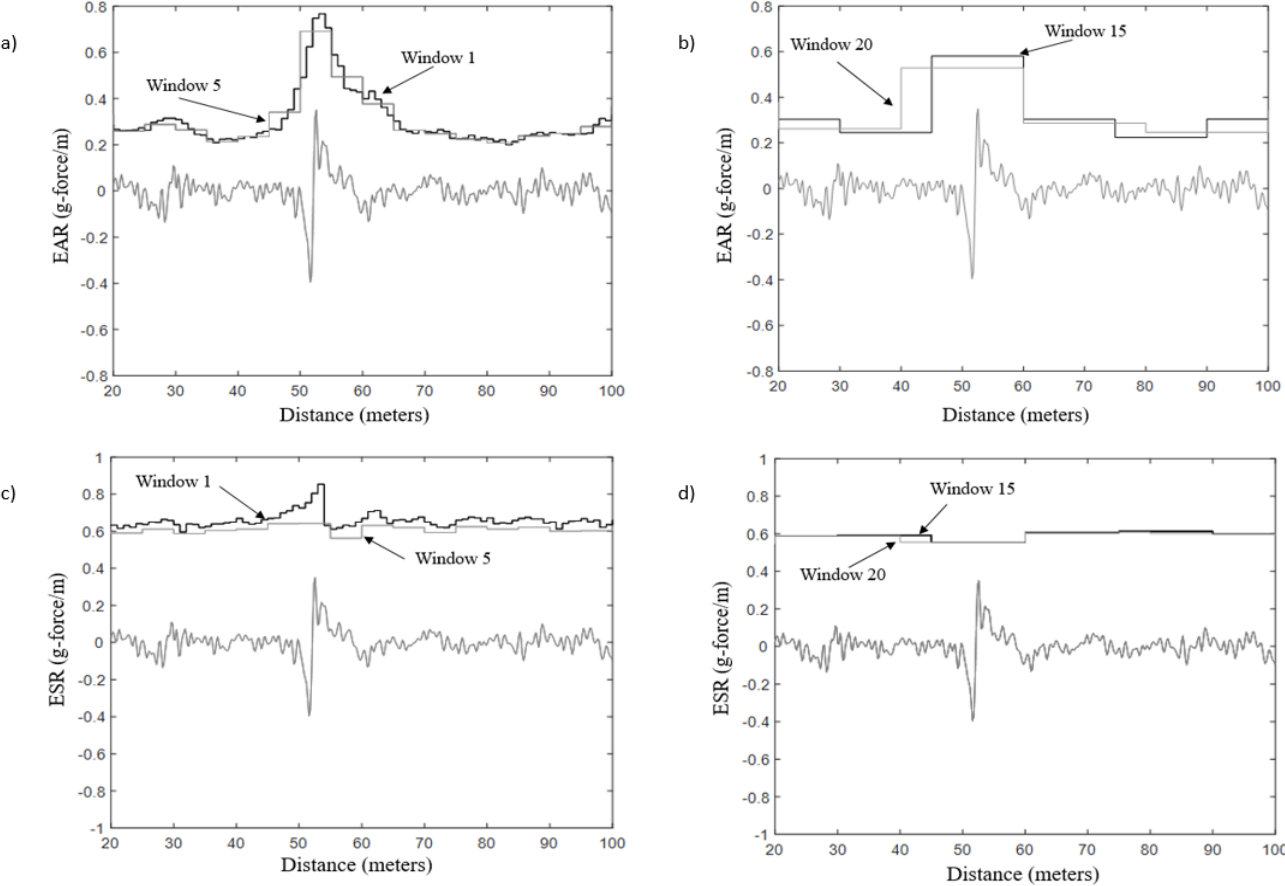 a)
0.8
0.6
0.4
0.2
0
-0.2
-0.4
-0.6
-0.8
EAR (g-force/m)
Window 5
Window 1
20 30 40 50 60 70 80 90 100
Distance (meters)
b)
0.8
0.6
0.4
0.2
0
-0.2
-0.4
-0.6
-0.8
EAR (g-force/m)
Window 20
Window 15
20 30 40 50 60 70 80 90 100
Distance (meters)
c)
1
0.8
0.6
0.4
0.2
0
-0.2
-0.4
-0.6
-0.8
-1
ESR (g-force/m)
Window 1
Window 5
20 30 40 50 60 70 80 90 100
Distance (meters)
d)
1
0.8
0.6
0.4
0.2
0
-0.2
-0.4
-0.6
-0.8
-1
ESR (g-force/m)
Window 15
Window 20
20 30 40 50 60 70 80 90 100
Distance (meters)